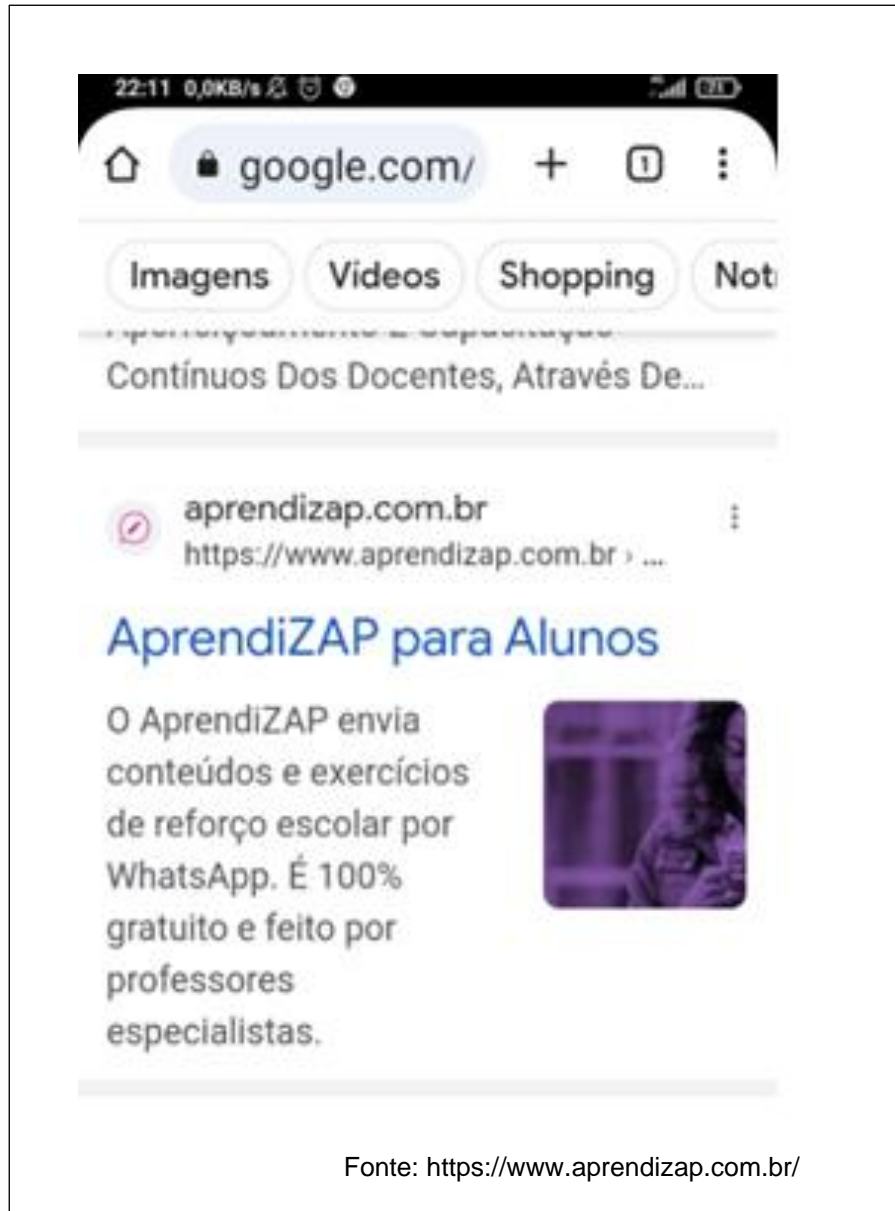 22:11 0,0KB/s
google.com/
1
Imagens Vídeos Shopping Not
Contínuos Dos Docentes, Através De...
aprendizap.com.br
https://www.aprendizap.com.br › ...
AprendiZAP para Alunos
O AprendiZAP envia
conteúdos e exercícios
de reforço escolar por
WhatsApp. É 100%
gratuito e feito por
professores
especialistas.
Fonte: https://www.aprendizap.com.br/